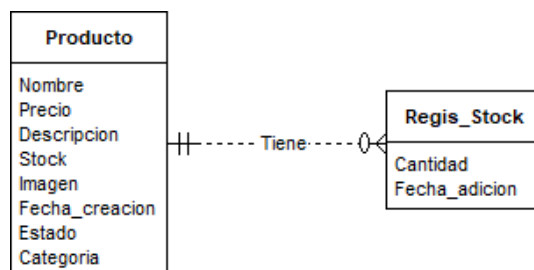 Producto
Nombre
Precio
Descripcion
Stock
Imagen
Fecha_creacion
Estado
Categoria
Tiene
Regis_Stock
Cantidad
Fecha_adicion